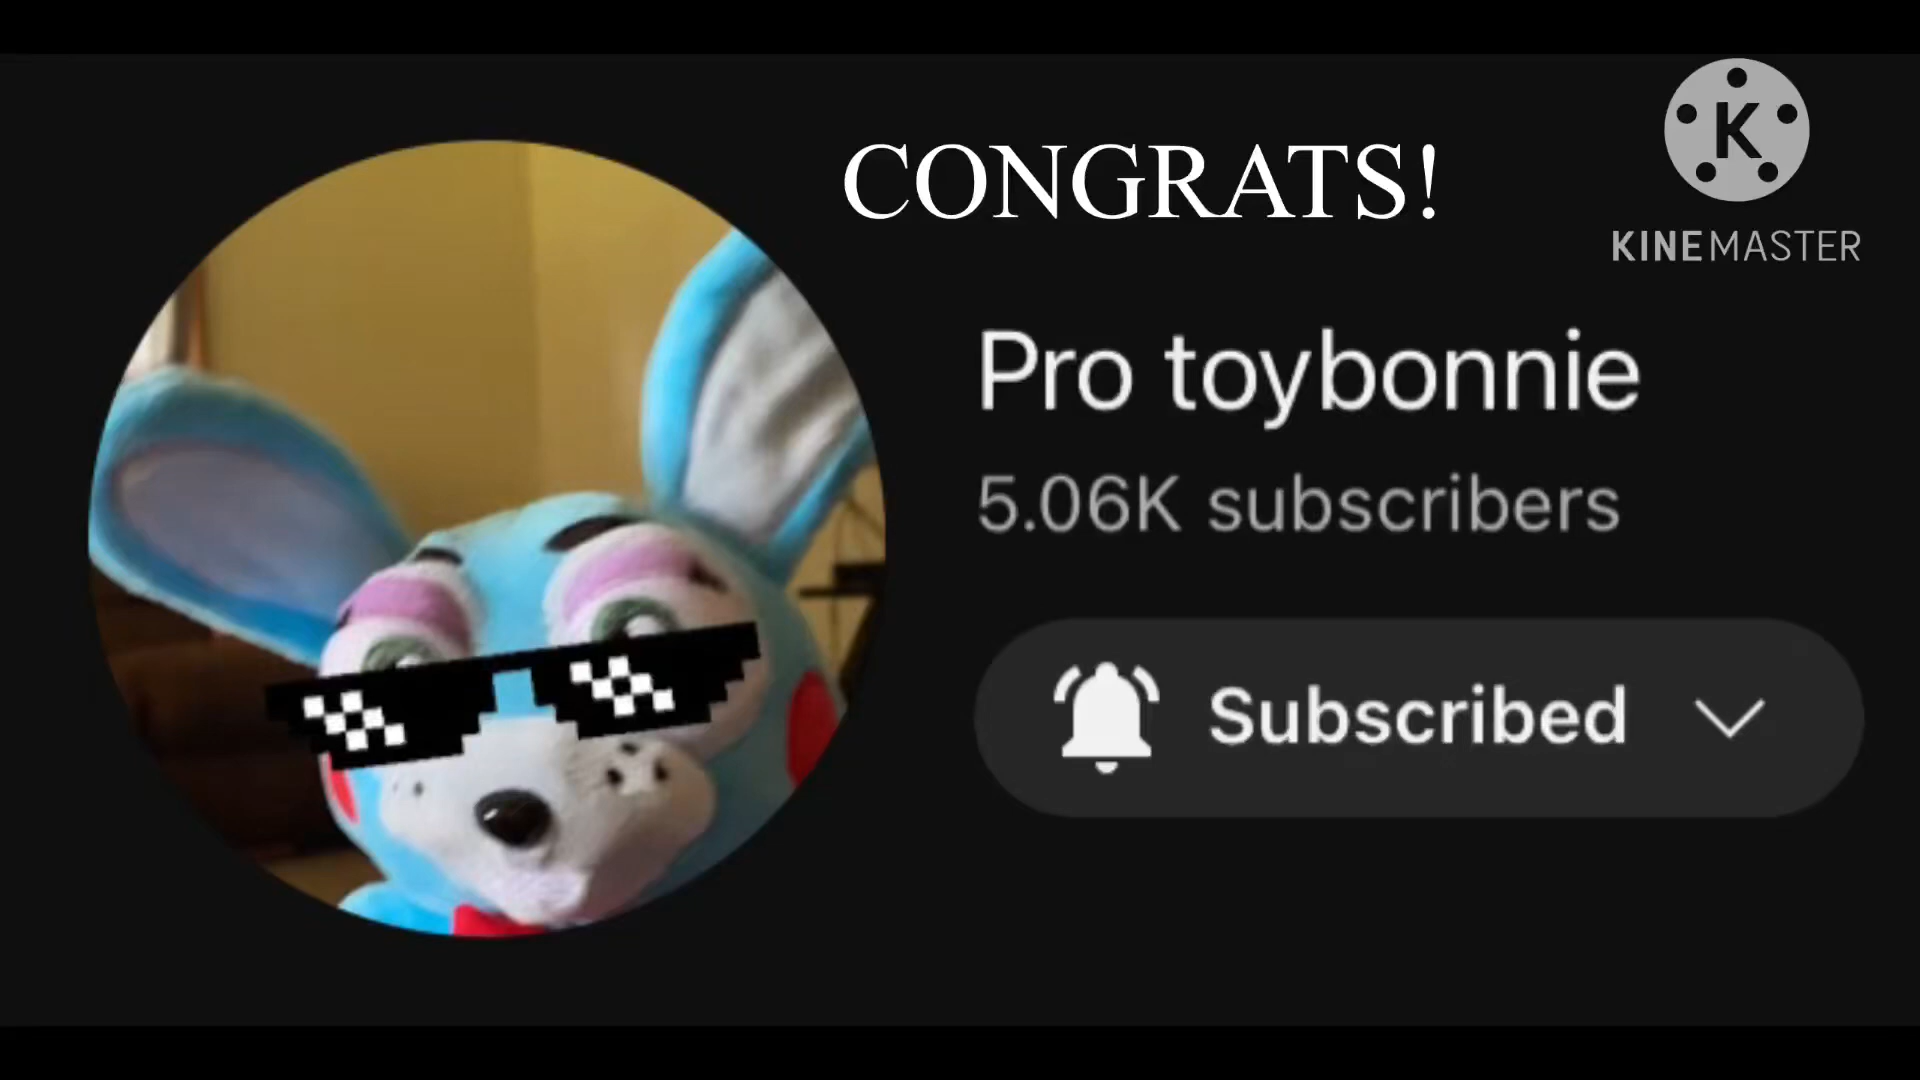 CONGRATS!
K
KINEMASTER
Pro toybonnie
5.06K subscribers
Subscribed